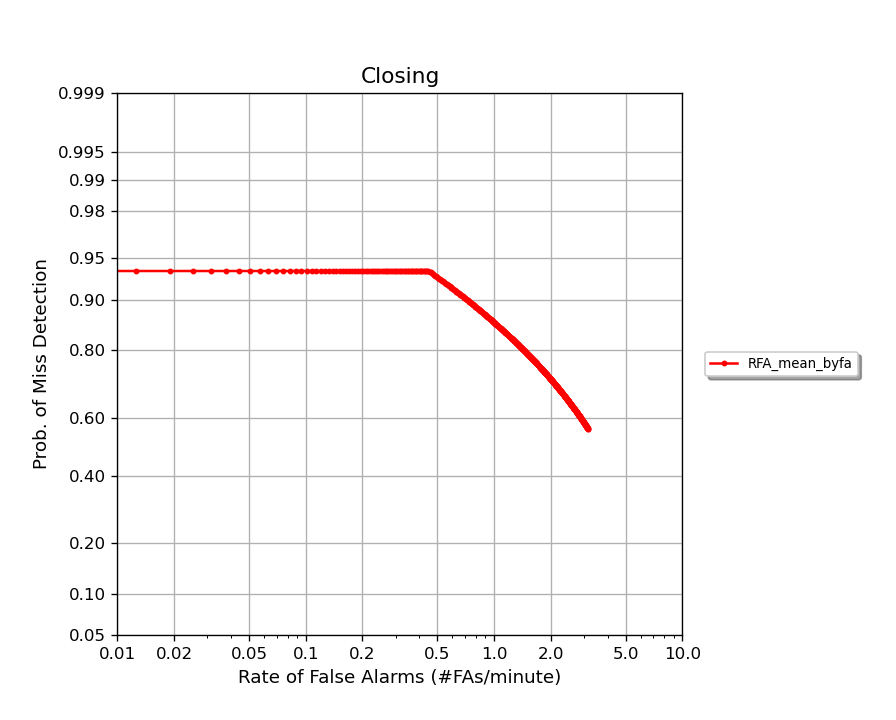 Closing
0.999
0.995
0.99
0.98
0.95
0.90
0.80
0.60
0.40
0.20
0.10
0.05
Prob. of Miss Detection
0.01 0.02 0.05 0.1 0.2 0.5 1.0 2.0 5.0 10.0
Rate of False Alarms (#FAs/minute)
RFA_mean_byfa